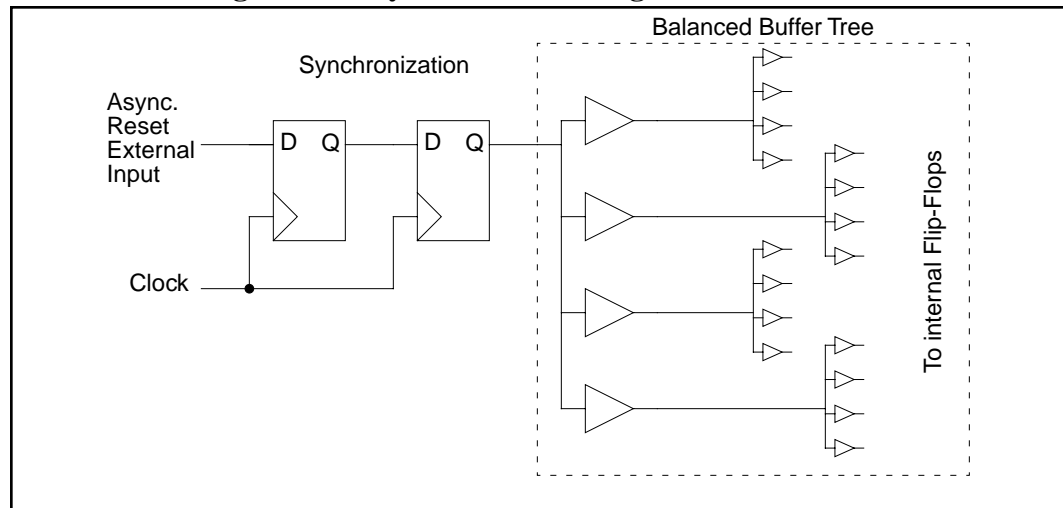 Balanced Buffer Tree
Synchronization
Async.
Reset
External
Input
D Q
D Q
Clock
To internal Flip-Flops